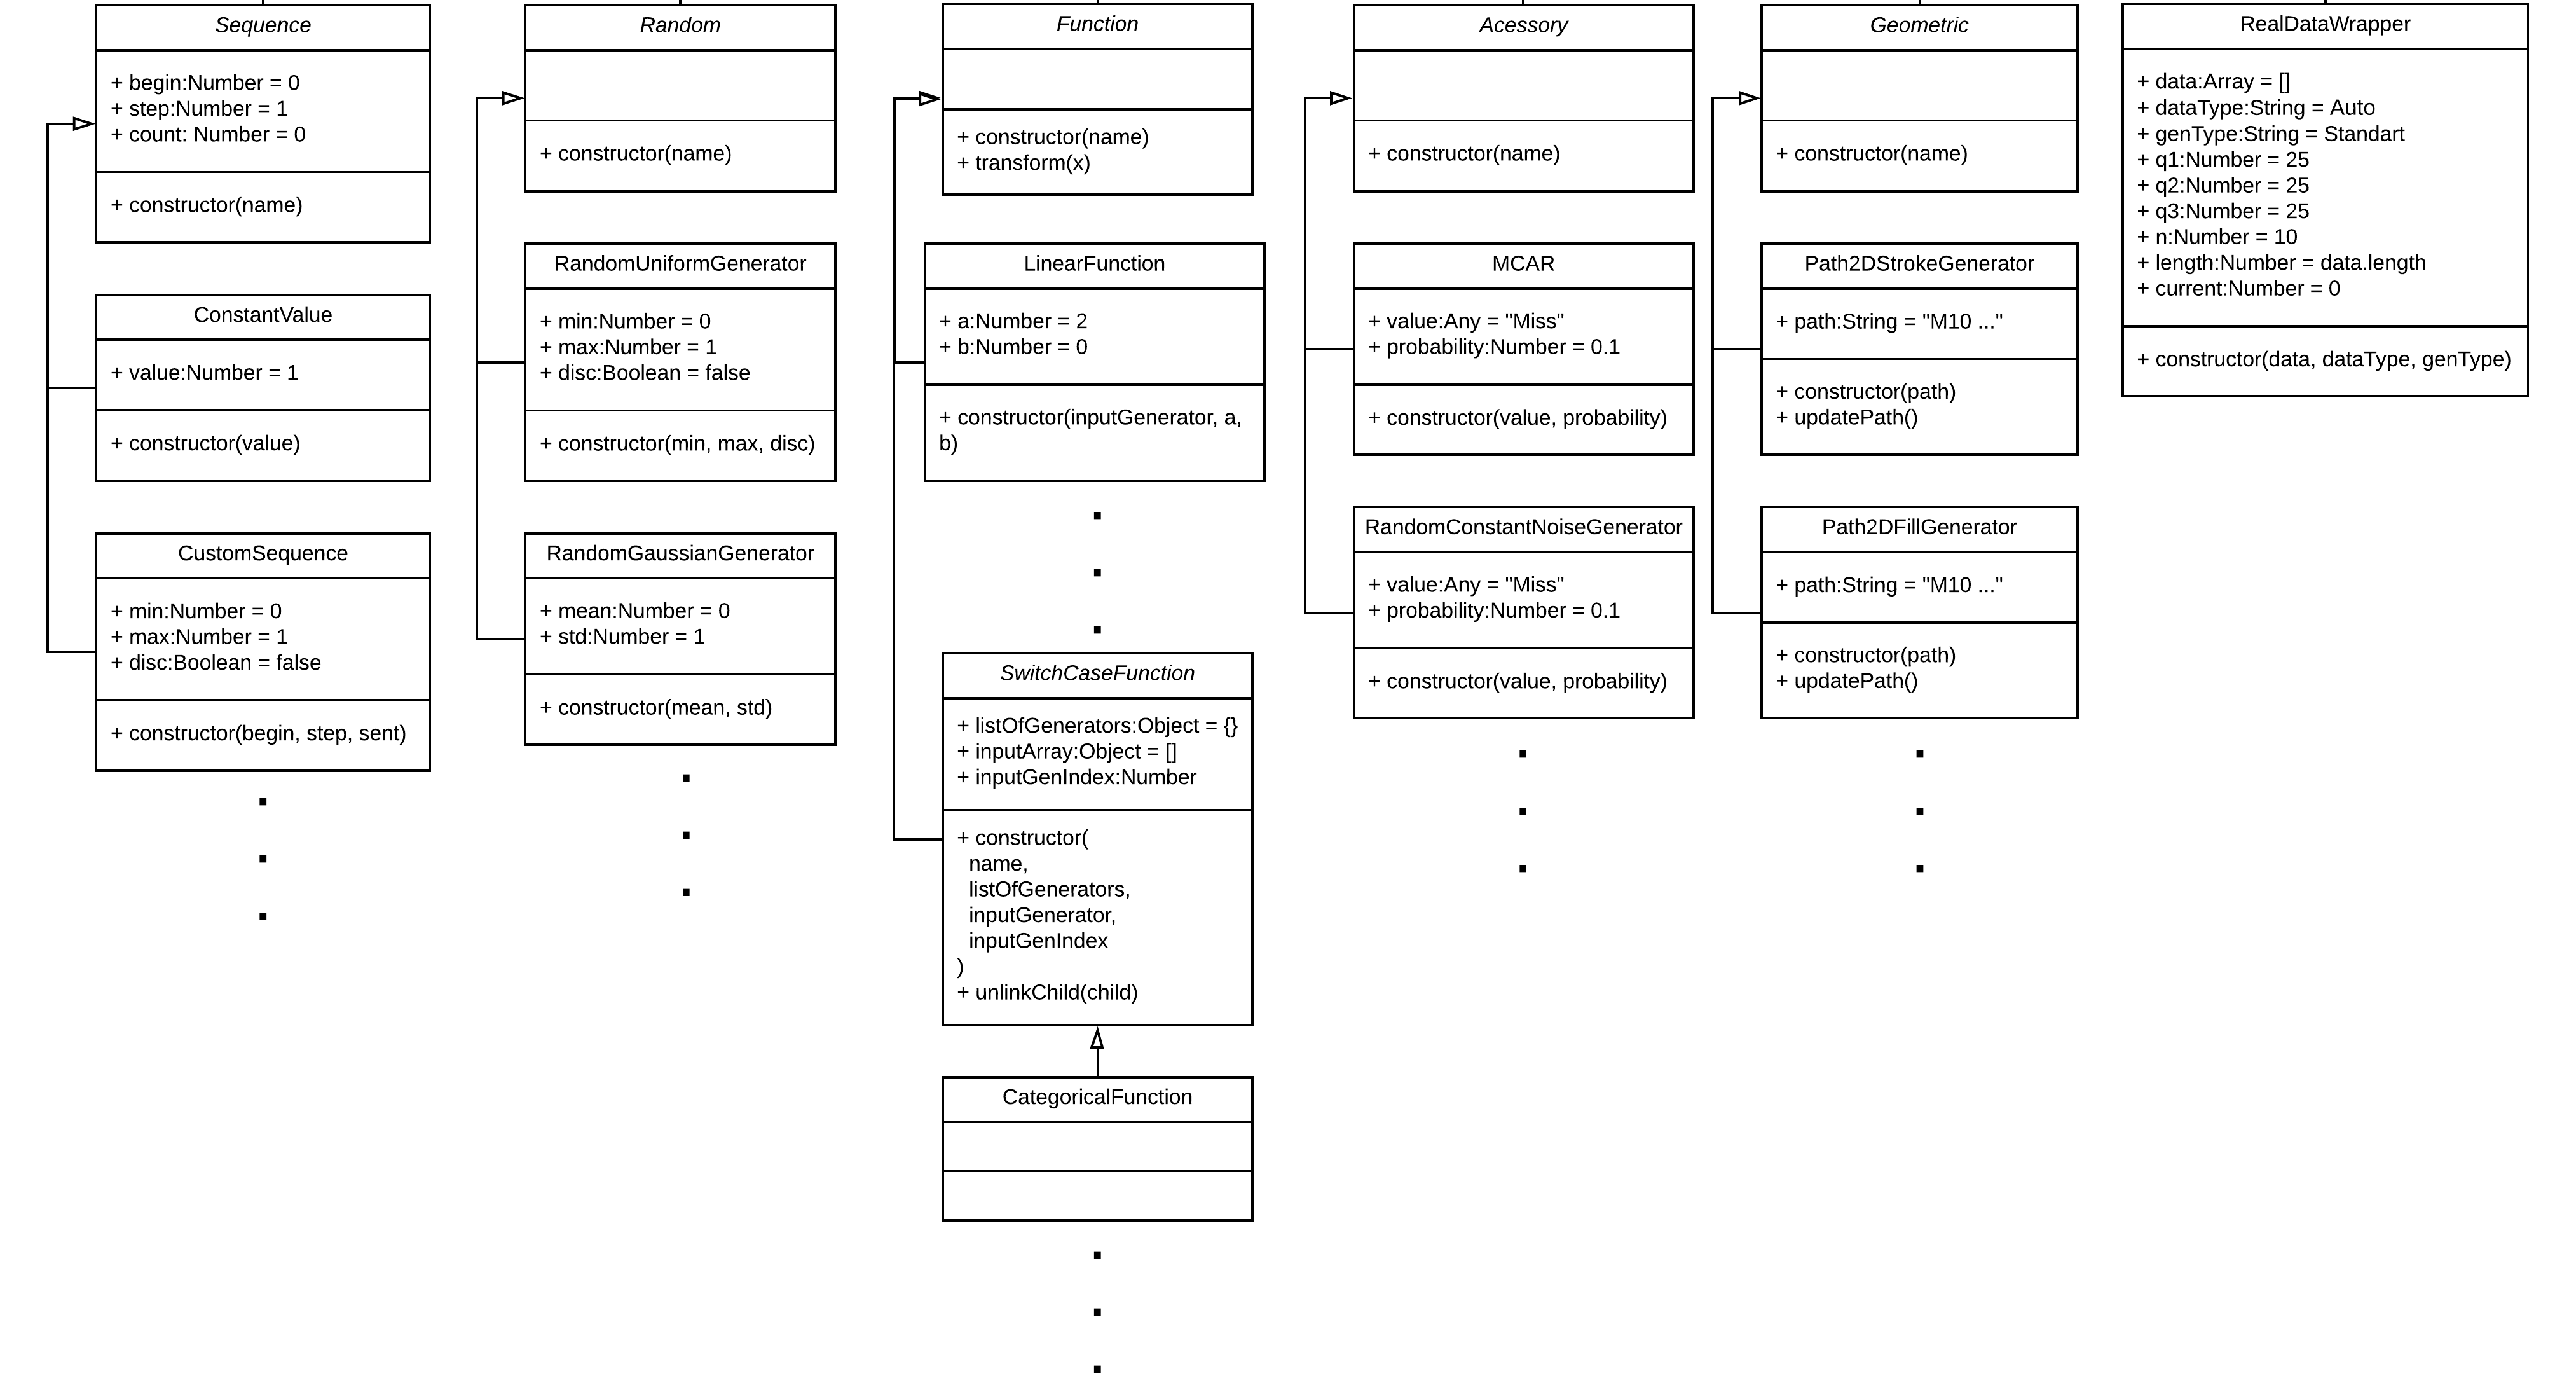 Sequence
+ begin:Number = 0
+ step:Number = 1
+ count: Number = 0
+ constructor(name)
ConstantValue
+ value:Number = 1
+ constructor(value)
CustomSequence
+ min:Number = 0
+ max:Number = 1
+ disc:Boolean = false
+ constructor(begin, step, sent)
Random
+ constructor(name)
RandomUniformGenerator
+ min:Number = 0
+ max:Number = 1
+ disc:Boolean = false
+ constructor(min, max, disc)
RandomGaussianGenerator
+ mean:Number = 0
+ std:Number = 1
+ constructor(mean, std)
Function
+ constructor(name)
+ transform(x)
LinearFunction
+ a:Number = 2
+ b:Number = 0
+ constructor(inputGenerator, a,
b)
SwitchCaseFunction
+ listOfGenerators:Object = {}
+ inputArray:Object = []
+ inputGenIndex:Number
+ constructor(
name,
listOfGenerators,
inputGenerator,
inputGenIndex
)
+ unlinkChild(child)
CategoricalFunction
Acessory
+ constructor(name)
MCAR
+ value:Any = "Miss"
+ probability:Number = 0.1
+ constructor(value, probability)
RandomConstantNoiseGenerator
+ value:Any = "Miss"
+ probability:Number = 0.1
+ constructor(value, probability)
Geometric
+ constructor(name)
Path2DStrokeGenerator
+ path:String = "M10 ..."
+ constructor(path)
+ updatePath()
Path2DFillGenerator
+ path:String = "M10 ..."
+ constructor(path)
+ updatePath()
RealDataWrapper
+ data:Array = []
+ dataType:String = Auto
+ genType:String = Standart
+ q1:Number = 25
+ q2:Number = 25
+ q3:Number = 25
+ n:Number = 10
+ length:Number = data.length
+ current:Number = 0
+ constructor(data, dataType, genType)